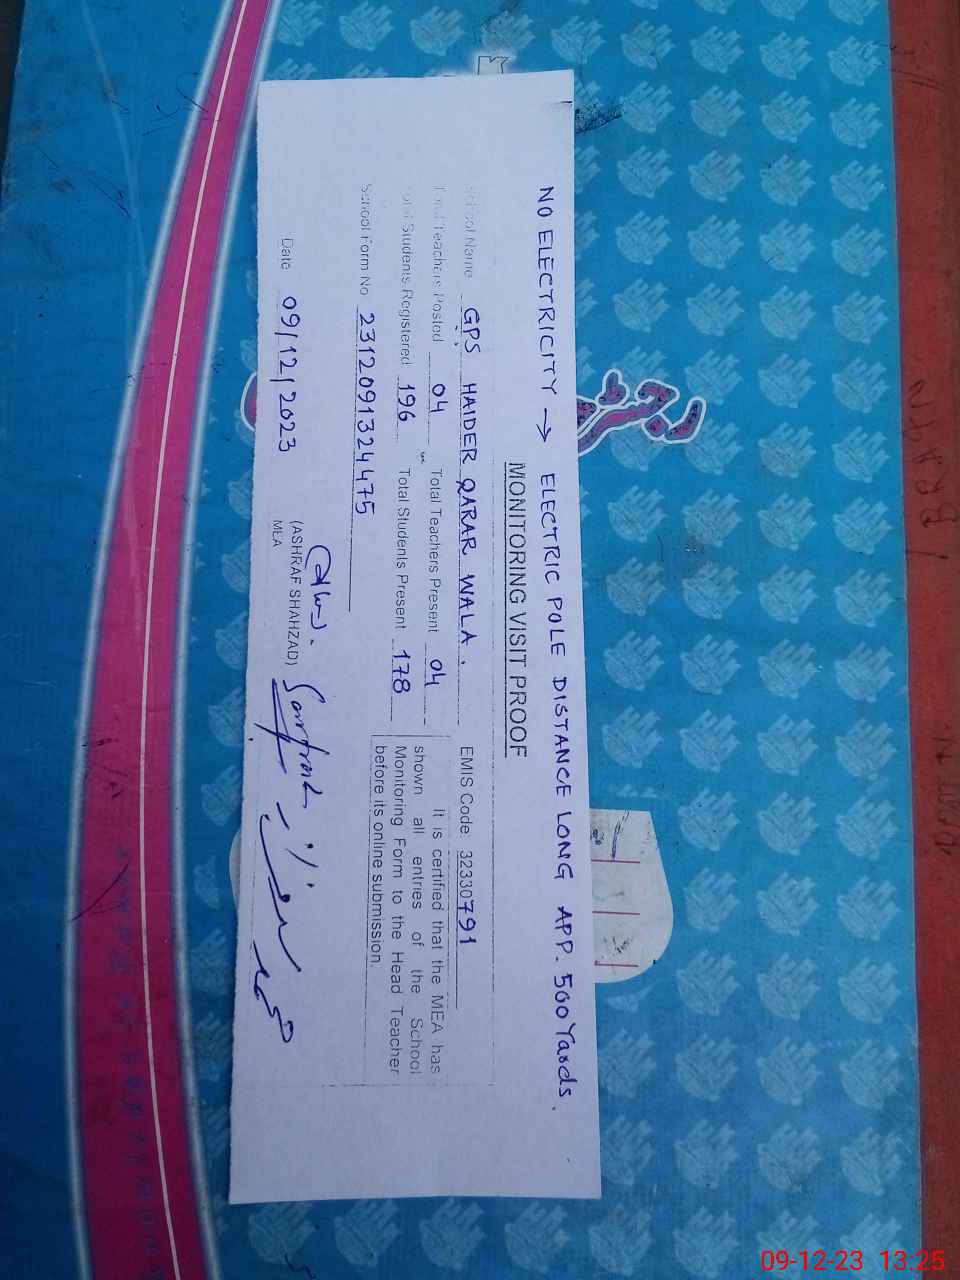 NO ELECTRICITY → ELECTRIC POLE DISTANCE LONG APP. 500 Yards.
MONITORING VISIT PROOF
School Name GPS HAIDER QARAR WALA. EMIS Code 32330791
Total Teachers Posted 04 Total Teachers Present 04
Total Students Registered 196 Total Students Present 178
School Form No 2312091324475
It is certified that the MEA has
shown all entries of the School
Monitoring Form to the Head Teacher
before its online submission.
Date 09/12/2023
(ASHRAF SHAHZAD)
MEA
رجسٹر
09-12-23 13:25